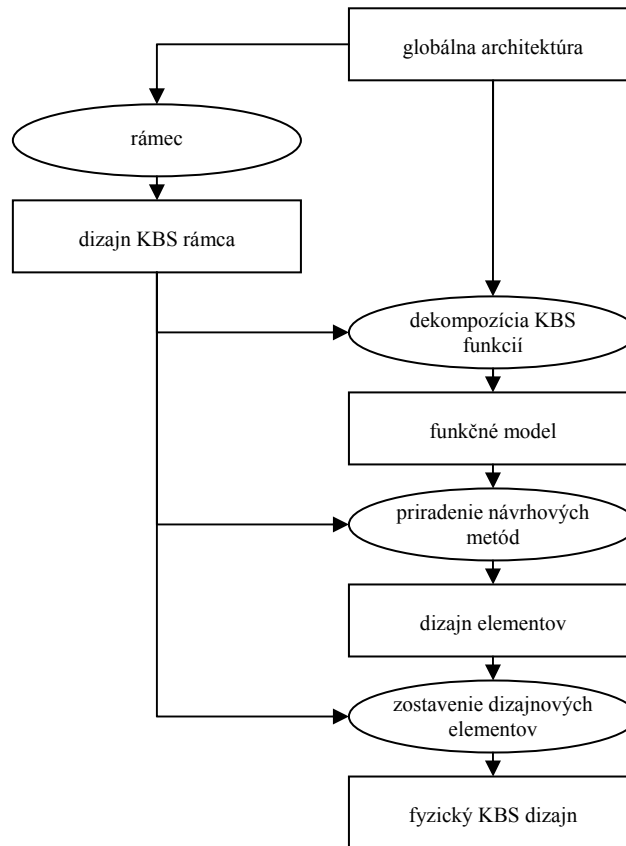 globálna architektúra
rámec
dizajn KBS rámca
dekompozícia KBS
funkcií
funkčné model
priradenie návrhových
metód
dizajn elementov
zostavenie dizajnových
elementov
fyzický KBS dizajn